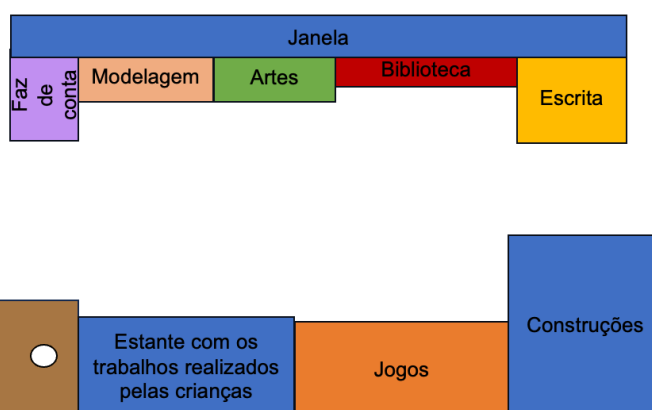 Janela
Faz
de
conta
Modelagem
Artes
Biblioteca
Escrita
Estante com os
trabalhos realizados
pelas crianças
Jogos
Construções